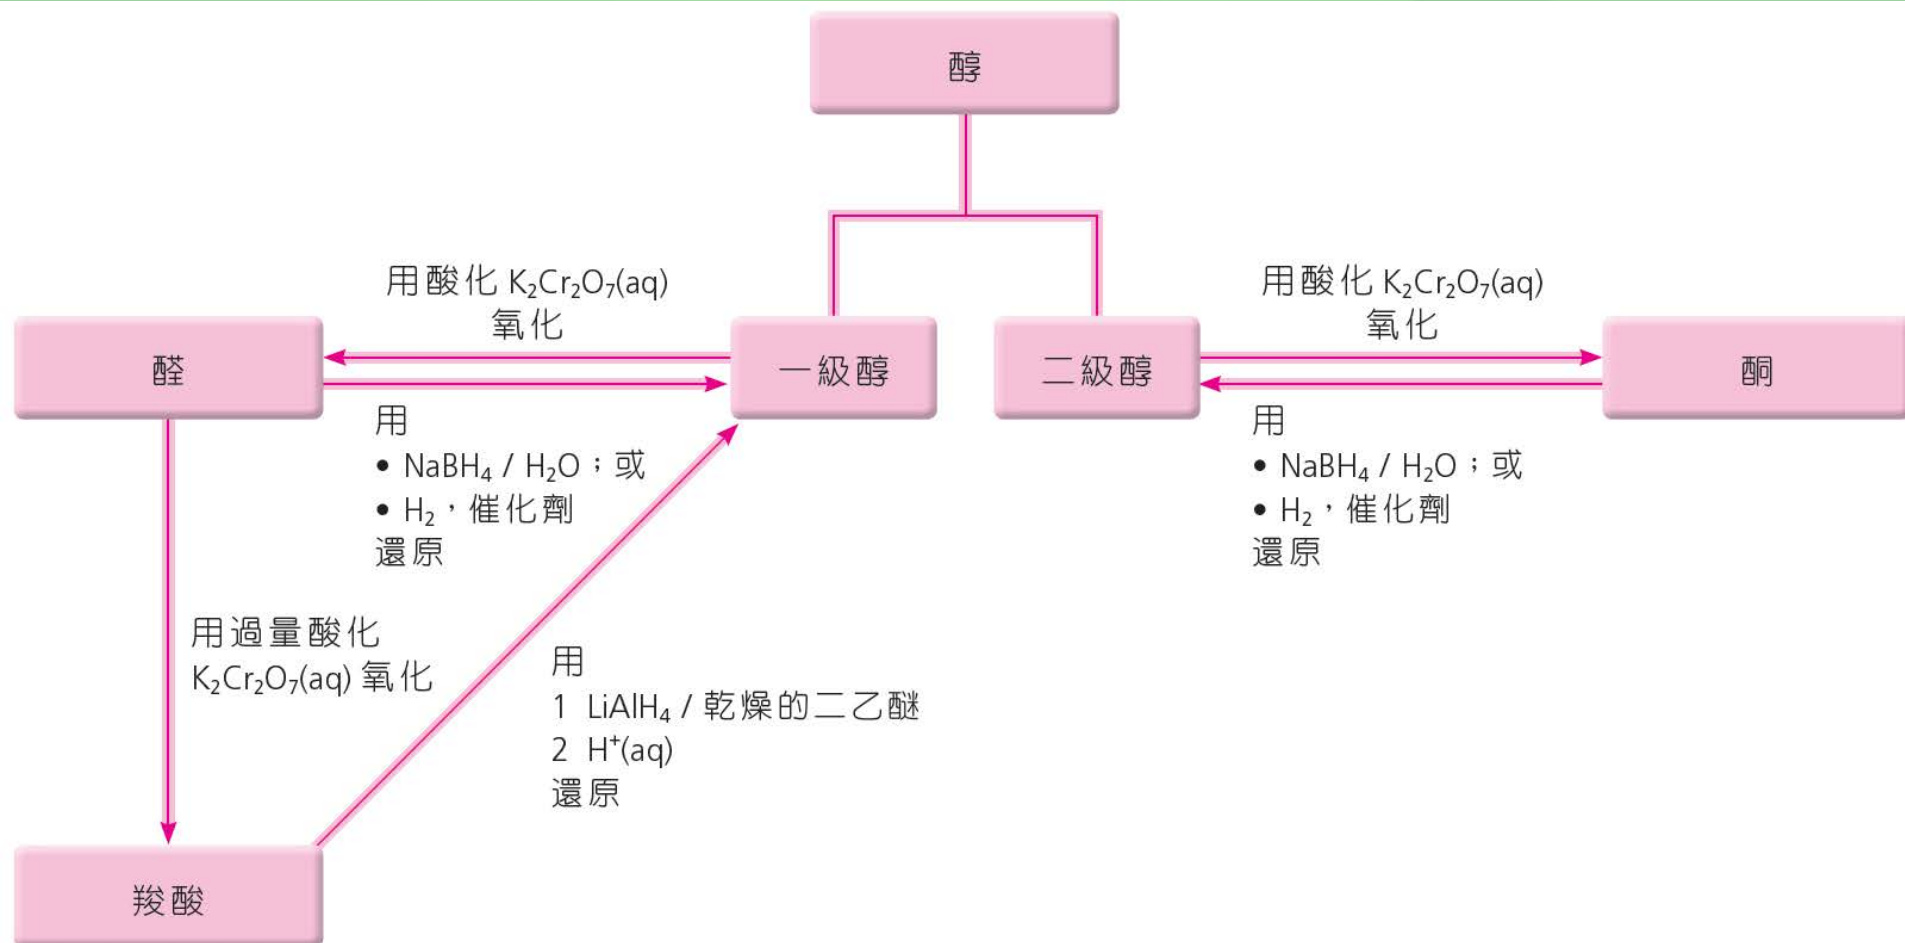 醇
用酸化 K₂Cr₂O₇(aq)
氧化
用酸化 K₂Cr₂O₇(aq)
氧化
醛
一級醇
二級醇
酮
用
• NaBH₄ / H₂O；或
• H₂，催化劑
還原
用
• NaBH₄ / H₂O；或
• H₂，催化劑
還原
用過量酸化
K₂Cr₂O₇(aq) 氧化
用
1 LiAlH₄ / 乾燥的二乙醚
2 H⁺(aq)
還原
羧酸